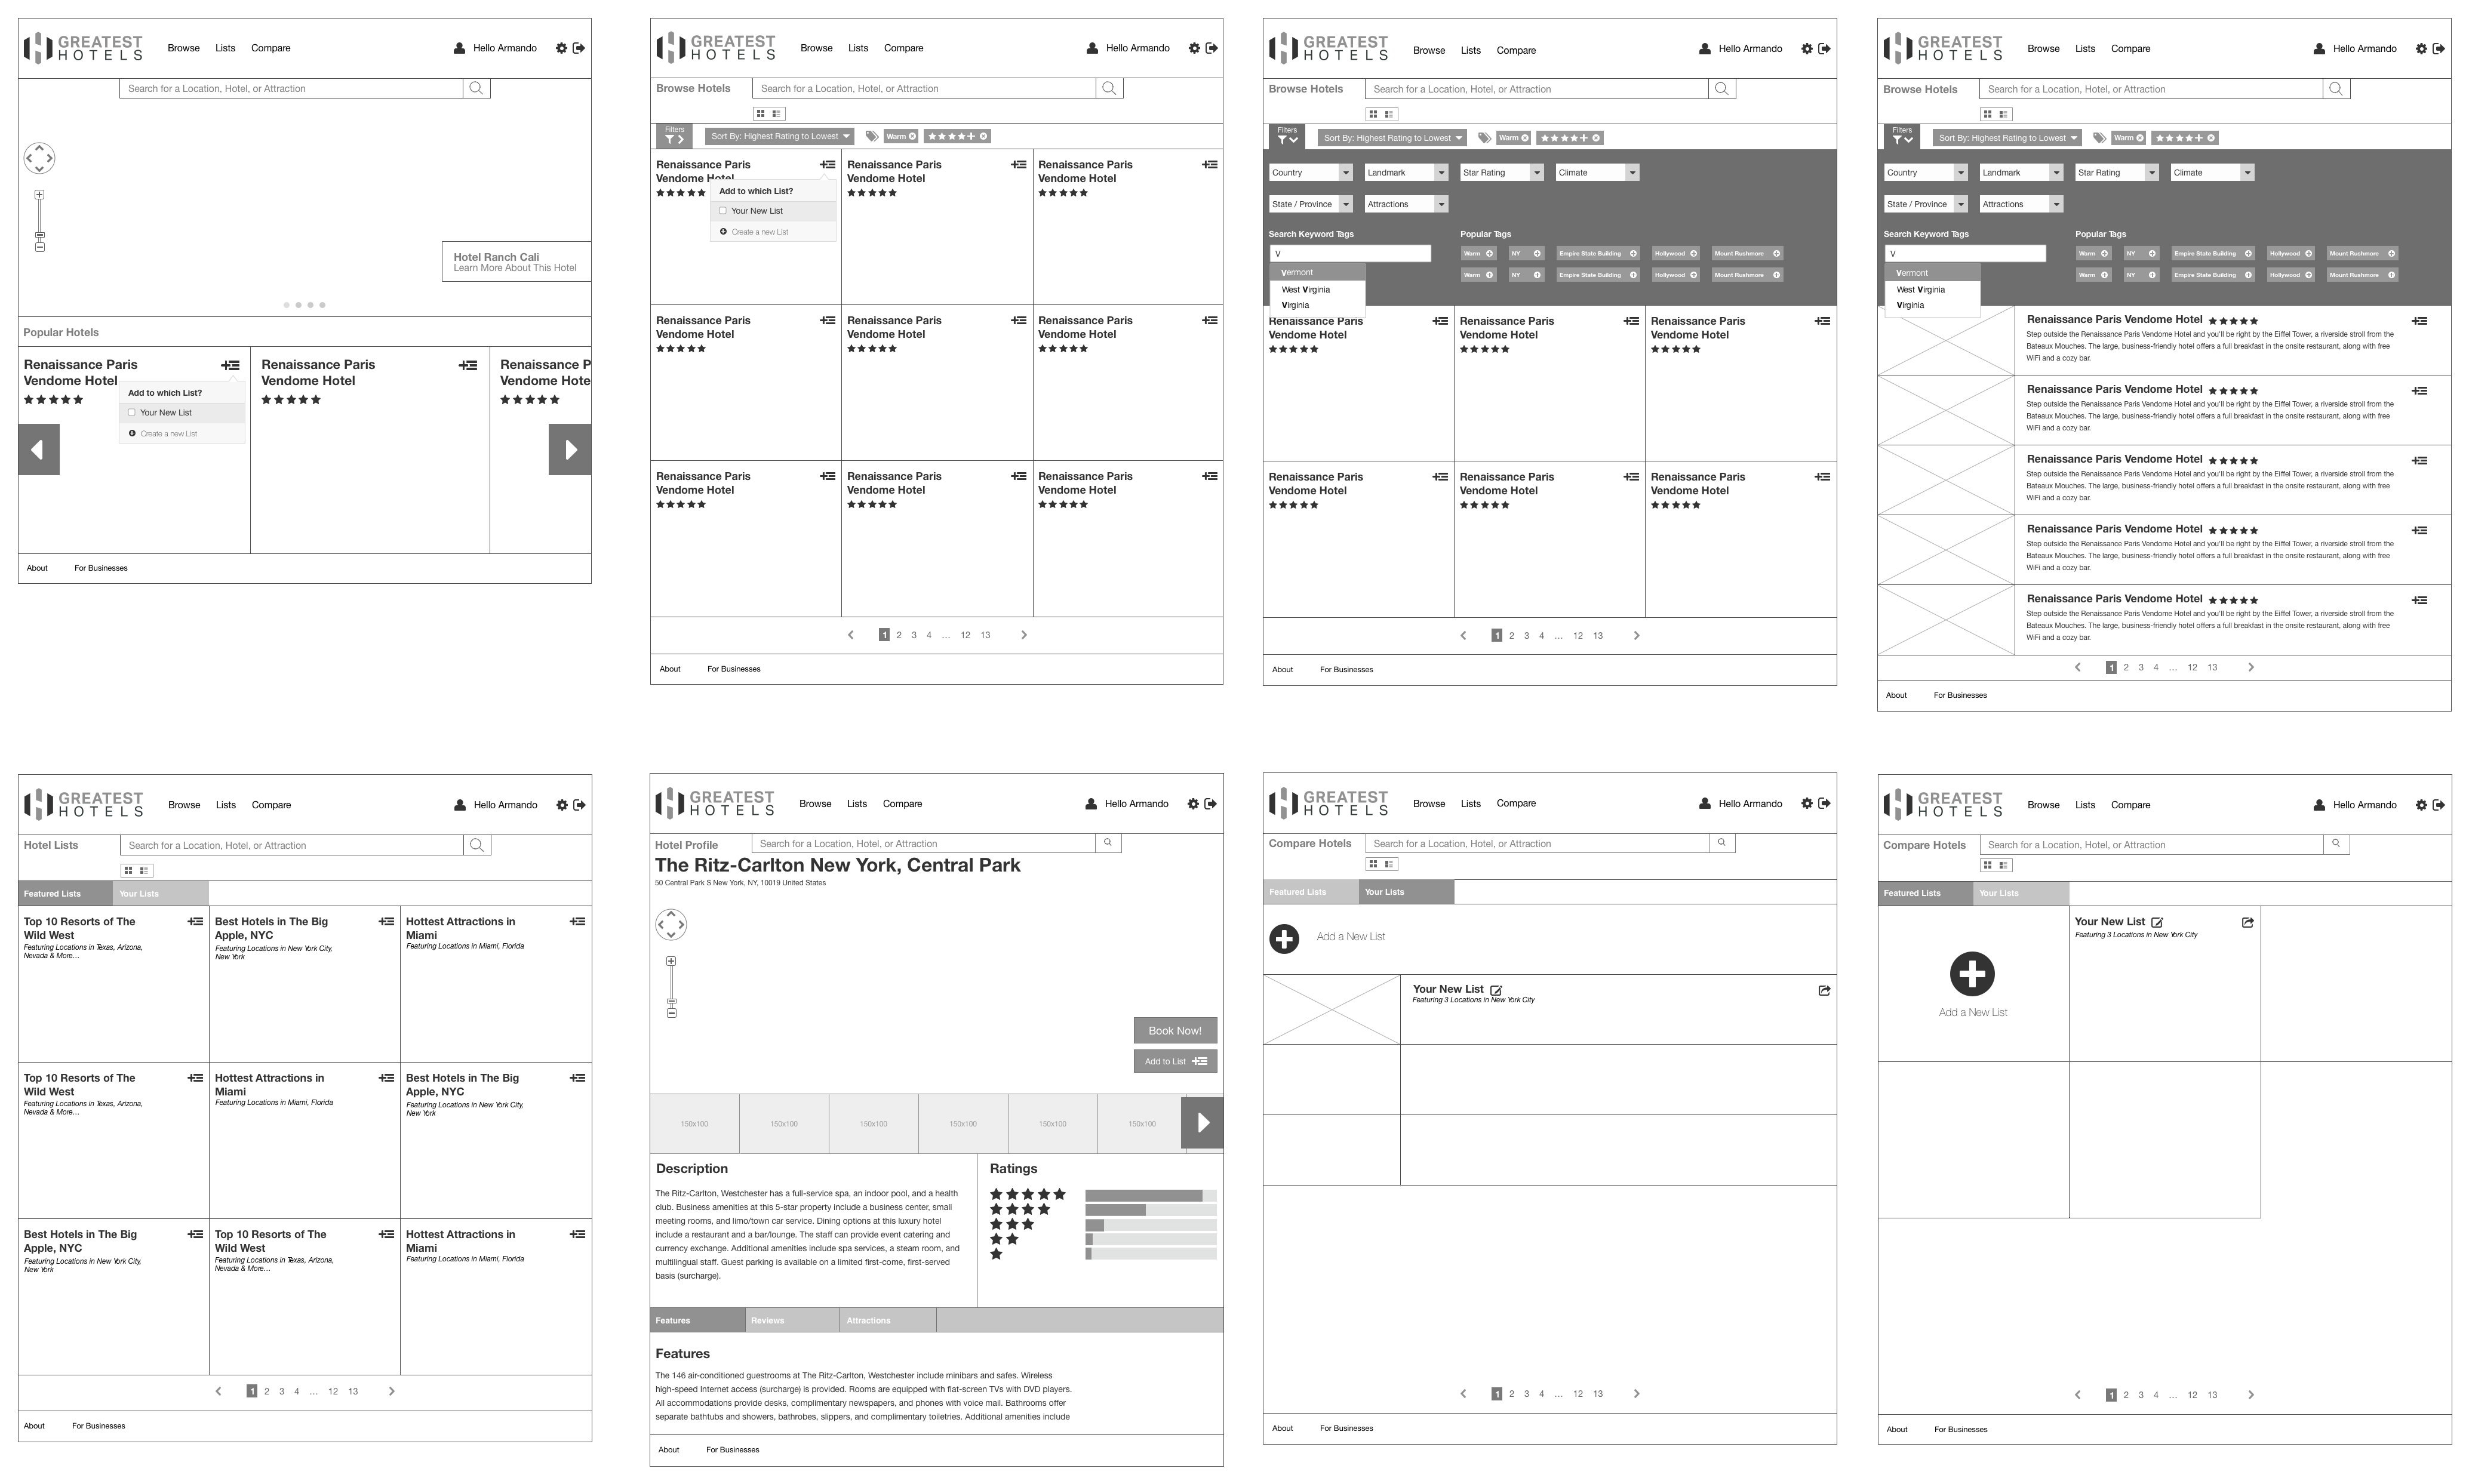 GREATEST
HOTELS
Browse Lists Compare
Hello Armando
Search for a Location, Hotel, or Attraction
Hotel Ranch Cali
Learn More About This Hotel
Popular Hotels
Renaissance Paris
Vendome Hotel
Add to which List?
Your New List
Create a new List
Renaissance Paris
Vendome Hotel
Renaissance P
Vendome Hote
About For Businesses
GREATEST
HOTELS
Browse Lists Compare
Hello Armando
Browse Hotels
Search for a Location, Hotel, or Attraction
Filters
Sort By: Highest Rating to Lowest
Warm
Renaissance Paris
Vendome Hotel
Add to which List?
Your New List
Create a new List
Renaissance Paris
Vendome Hotel
Renaissance Paris
Vendome Hotel
Renaissance Paris
Vendome Hotel
Renaissance Paris
Vendome Hotel
Renaissance Paris
Vendome Hotel
Renaissance Paris
Vendome Hotel
Renaissance Paris
Vendome Hotel
Renaissance Paris
Vendome Hotel
1 2 3 4 ... 12 13
About For Businesses
GREATEST
HOTELS
Browse Lists Compare
Hello Armando
Browse Hotels
Search for a Location, Hotel, or Attraction
Filters
Sort By: Highest Rating to Lowest
Warm
Country Landmark Star Rating Climate
State / Province Attractions
Search Keyword Tags
V
Vermont
West Virginia
Virginia
Popular Tags
Warm NY Empire State Building Hollywood Mount Rushmore
Warm NY Empire State Building Hollywood Mount Rushmore
Renaissance Paris
Vendome Hotel
Renaissance Paris
Vendome Hotel
Renaissance Paris
Vendome Hotel
Renaissance Paris
Vendome Hotel
Renaissance Paris
Vendome Hotel
Renaissance Paris
Vendome Hotel
1 2 3 4 ... 12 13
About For Businesses
GREATEST
HOTELS
Browse Lists Compare
Hello Armando
Browse Hotels
Search for a Location, Hotel, or Attraction
Filters
Sort By: Highest Rating to Lowest
Warm
Country Landmark Star Rating Climate
State / Province Attractions
Search Keyword Tags
V
Vermont
West Virginia
Virginia
Popular Tags
Warm NY Empire State Building Hollywood Mount Rushmore
Warm NY Empire State Building Hollywood Mount Rushmore
Renaissance Paris Vendome Hotel
Step outside the Renaissance Paris Vendome Hotel and you'll be right by the Eiffel Tower, a riverside stroll from the
Bateaux Mouches. The large, business-friendly hotel offers a full breakfast in the onsite restaurant, along with free
WiFi and a cozy bar.
Renaissance Paris Vendome Hotel
Step outside the Renaissance Paris Vendome Hotel and you'll be right by the Eiffel Tower, a riverside stroll from the
Bateaux Mouches. The large, business-friendly hotel offers a full breakfast in the onsite restaurant, along with free
WiFi and a cozy bar.
Renaissance Paris Vendome Hotel
Step outside the Renaissance Paris Vendome Hotel and you'll be right by the Eiffel Tower, a riverside stroll from the
Bateaux Mouches. The large, business-friendly hotel offers a full breakfast in the onsite restaurant, along with free
WiFi and a cozy bar.
Renaissance Paris Vendome Hotel
Step outside the Renaissance Paris Vendome Hotel and you'll be right by the Eiffel Tower, a riverside stroll from the
Bateaux Mouches. The large, business-friendly hotel offers a full breakfast in the onsite restaurant, along with free
WiFi and a cozy bar.
Renaissance Paris Vendome Hotel
Step outside the Renaissance Paris Vendome Hotel and you'll be right by the Eiffel Tower, a riverside stroll from the
Bateaux Mouches. The large, business-friendly hotel offers a full breakfast in the onsite restaurant, along with free
WiFi and a cozy bar.
1 2 3 4 ... 12 13
About For Businesses
GREATEST
HOTELS
Browse Lists Compare
Hello Armando
Hotel Lists
Search for a Location, Hotel, or Attraction
Featured Lists Your Lists
Top 10 Resorts of The
Wild West
Featuring Locations in Texas, Arizona,
Nevada & More...
Best Hotels in The Big
Apple, NYC
Featuring Locations in New York City,
New York
Hottest Attractions in
Miami
Featuring Locations in Miami, Florida
Top 10 Resorts of The
Wild West
Featuring Locations in Texas, Arizona,
Nevada & More...
Hottest Attractions in
Miami
Featuring Locations in Miami, Florida
Best Hotels in The Big
Apple, NYC
Featuring Locations in New York City,
New York
Best Hotels in The Big
Apple, NYC
Featuring Locations in New York City,
New York
Top 10 Resorts of The
Wild West
Featuring Locations in Texas, Arizona,
Nevada & More...
Hottest Attractions in
Miami
Featuring Locations in Miami, Florida
1 2 3 4 ... 12 13
About For Businesses
GREATEST
HOTELS
Browse Lists Compare
Hello Armando
Hotel Profile
Search for a Location, Hotel, or Attraction
The Ritz-Carlton New York, Central Park
50 Central Park S New York, NY, 10019 United States
Book Now!
Add to List
150x100 150x100 150x100 150x100 150x100 150x100
Description
The Ritz-Carlton, Westchester has a full-service spa, an indoor pool, and a health
club. Business amenities at this 5-star property include a business center, small
meeting rooms, and limo/town car service. Dining options at this luxury hotel
include a restaurant and a bar/lounge. The staff can provide event catering and
currency exchange. Additional amenities include spa services, a steam room, and
multilingual staff. Guest parking is available on a limited first-come, first-served
basis (surcharge).
Ratings
Features Reviews Attractions
Features
The 146 air-conditioned guestrooms at The Ritz-Carlton, Westchester include minibars and safes. Wireless
high-speed Internet access (surcharge) is provided. Rooms are equipped with flat-screen TVs with DVD players.
All accommodations provide desks, complimentary newspapers, and phones with voice mail. Bathrooms offer
separate bathtubs and showers, bathrobes, slippers, and complimentary toiletries. Additional amenities include
About For Businesses
GREATEST
HOTELS
Browse Lists Compare
Hello Armando
Compare Hotels
Search for a Location, Hotel, or Attraction
Featured Lists Your Lists
Add a New List
Your New List
Featuring 3 Locations in New York City
1 2 3 4 ... 12 13
About For Businesses
GREATEST
HOTELS
Browse Lists Compare
Hello Armando
Compare Hotels
Search for a Location, Hotel, or Attraction
Featured Lists Your Lists
Add a New List
Your New List
Featuring 3 Locations in New York City
1 2 3 4 ... 12 13
About For Businesses